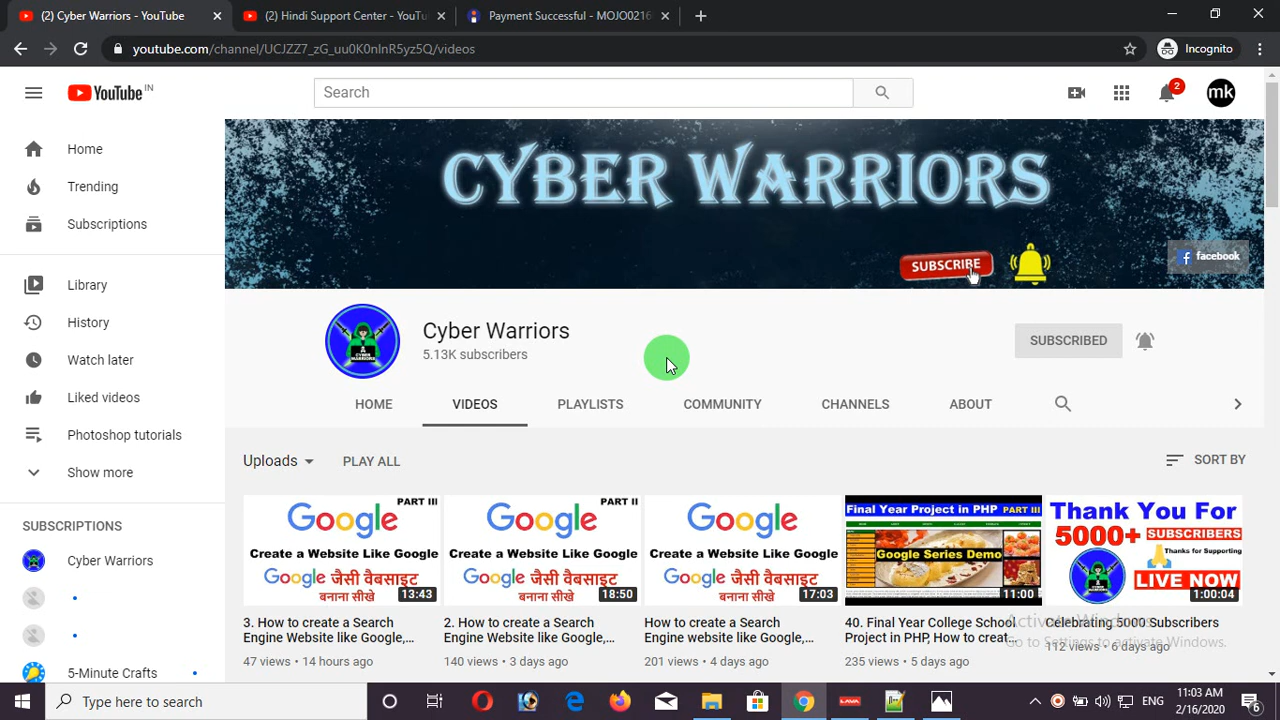 (2) Cyber Warriors - YouTube
(2) Hindi Support Center - YouTu
Payment Successful - MOJO0216
youtube.com/channel/UCJZZ7_zG_uu0K0nInR5yz5Q/videos
Incognito
YouTube IN
Search
2
mk
Home
Trending
Subscriptions
Library
History
Watch later
Liked videos
Photoshop tutorials
Show more
SUBSCRIPTIONS
Cyber Warriors
5-Minute Crafts
CYBER WARRIORS
SUBSCRIBE
facebook
CYBER WARRIORS
Cyber Warriors
5.13K subscribers
SUBSCRIBED
HOME
VIDEOS
PLAYLISTS
COMMUNITY
CHANNELS
ABOUT
Uploads
PLAY ALL
SORT BY
PART III
Google
Create a Website Like Google
Google जैसी वैबसाइट
बनाना सीखे
13:43
3. How to create a Search
Engine Website like Google,...
47 views • 14 hours ago
PART II
Google
Create a Website Like Google
Google जैसी वैबसाइट
बनाना सीखे
18:50
2. How to create a Search
Engine Website like Google,...
140 views • 3 days ago
Google
Create a Website Like Google
Google जैसी वैबसाइट
बनाना सीखे
17:03
How to create a Search
Engine website like Google,...
201 views • 4 days ago
Final Year Project in PHP PART III
Google Series Demo
11:00
40. Final Year College School
Project in PHP, How to creat...
235 views • 5 days ago
Thank You For
5000+ SUBSCRIBERS
Thanks for Supporting
LIVE NOW
1:00:04
Celebrating 5000 Subscribers
112 views • 6 days ago
Activate Windows
Go to Settings to activate Windows.
Type here to search
LAVA
ENG
11:03 AM
2/16/2020
6